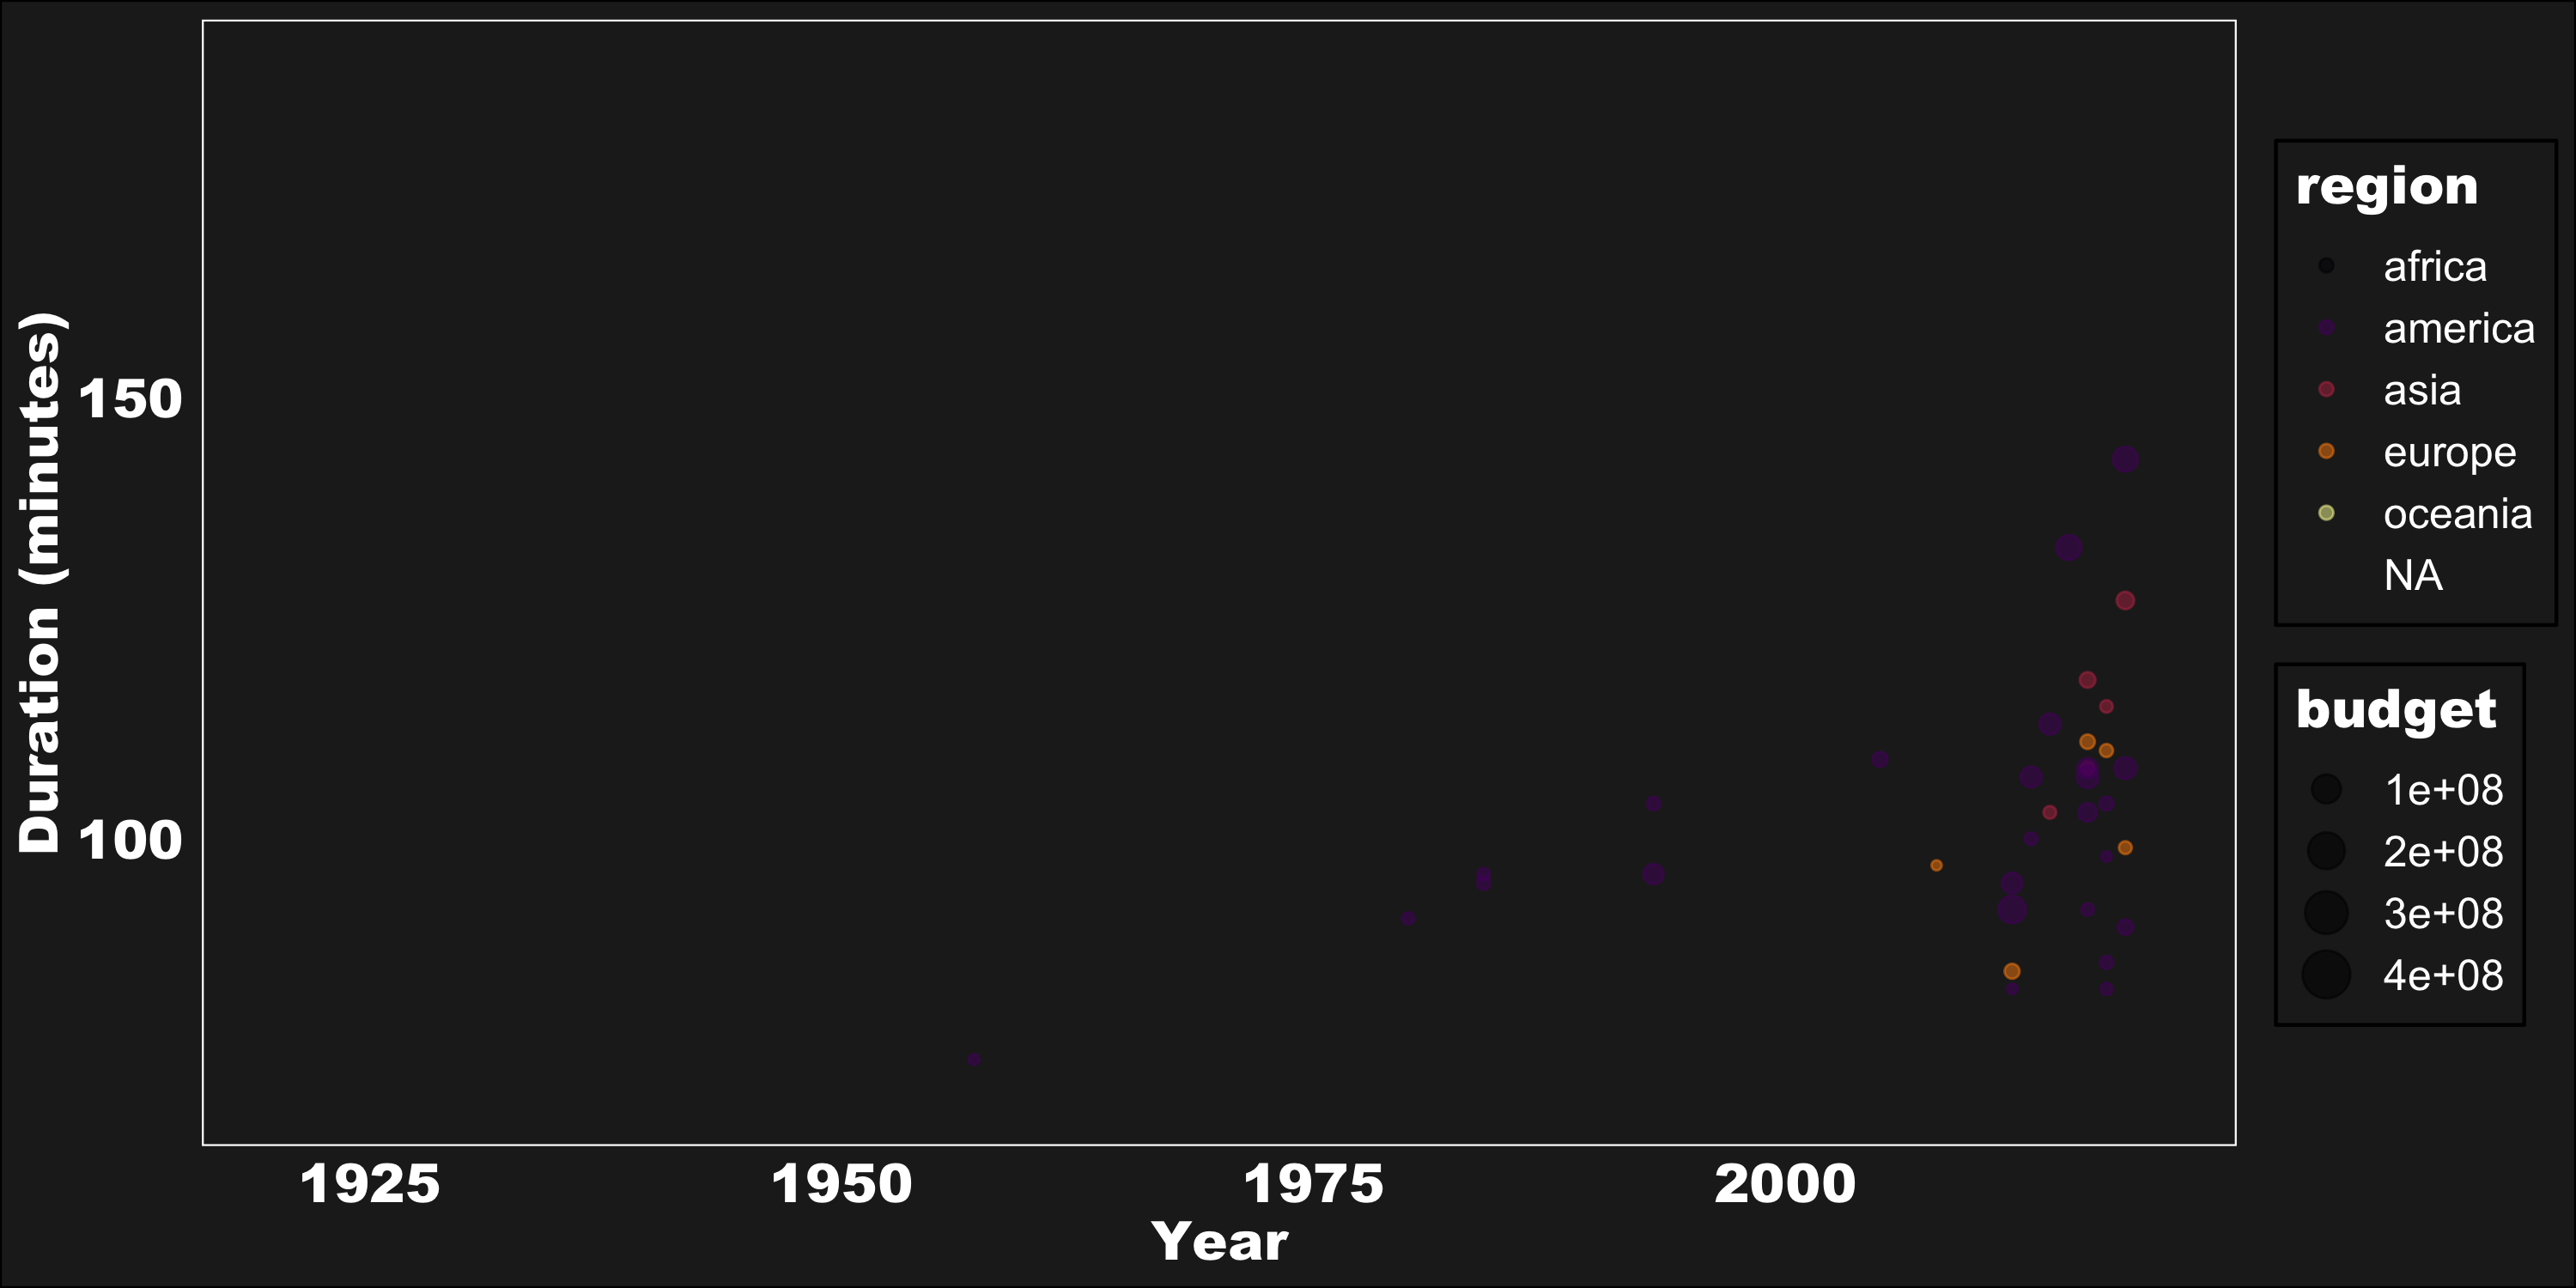 Duration (minutes)
150
100
1925
1950
1975
2000
Year
region
africa
america
asia
europe
oceania
NA
budget
1e+08
2e+08
3e+08
4e+08